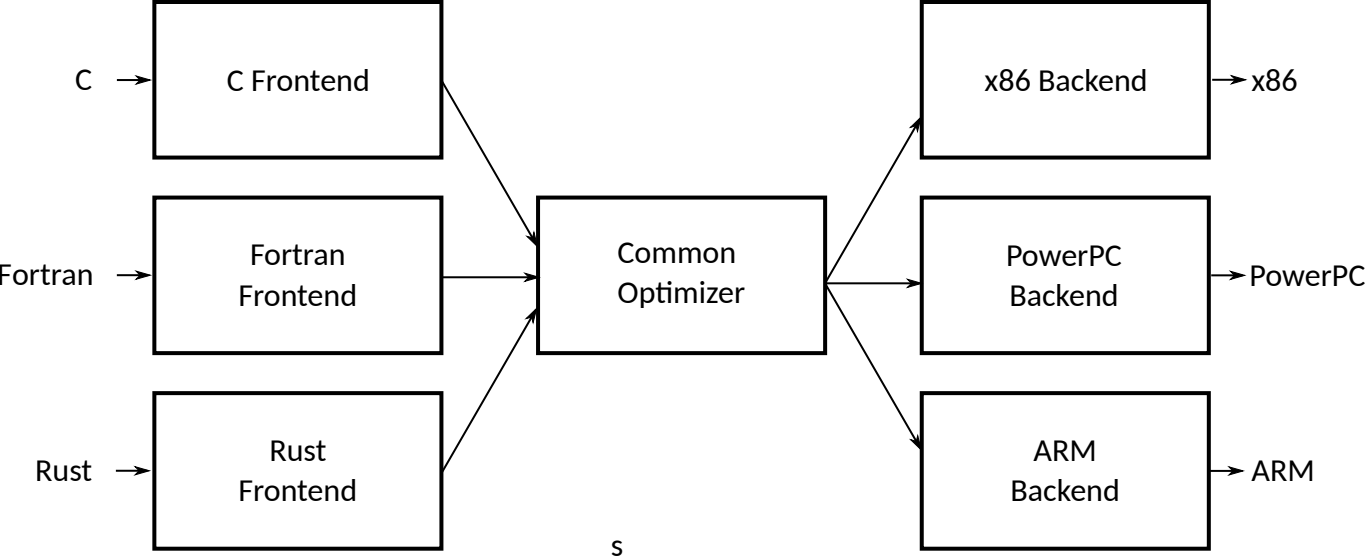 C
C Frontend
x86 Backend
x86
Fortran
Fortran
Frontend
Common
Optimizer
PowerPC
Backend
PowerPC
Rust
Rust
Frontend
ARM
Backend
ARM
s